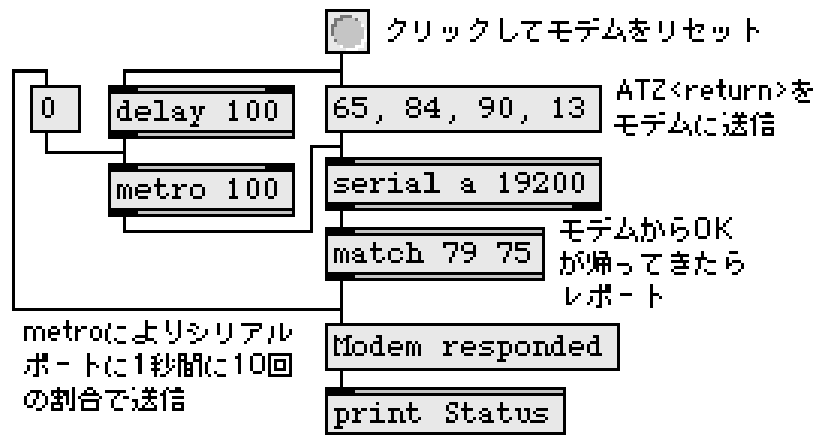 クリックしてモデムをリセット
0
delay 100
65, 84, 90, 13
ATZ<return>を
モデムに送信
metro 100
serial a 19200
match 79 75
モデムからOK
が帰ってきたら
レポート
metroによりシリアル
ポートに1秒間に10回
の割合で送信
Modem responded
print Status